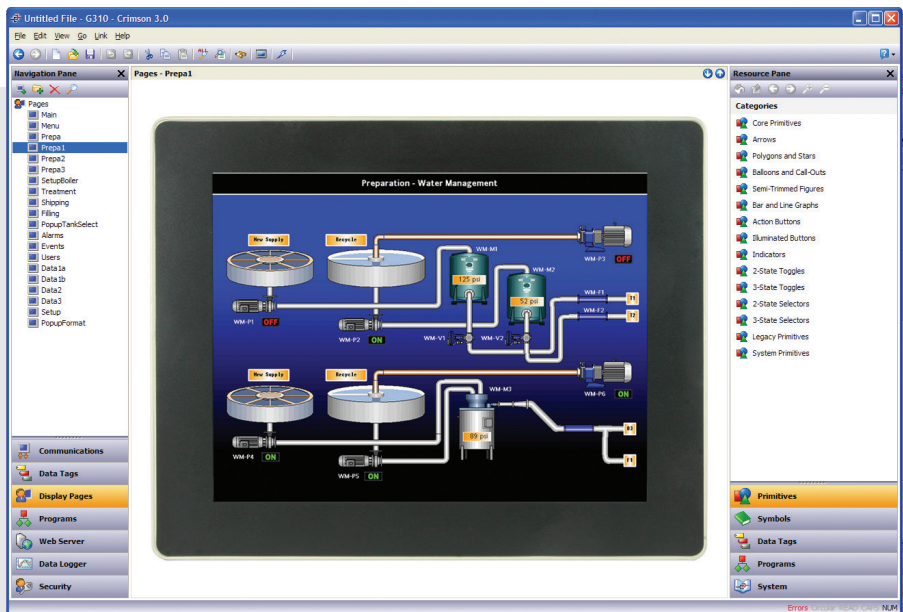 Untitled File - G310 - Crimson 3.0
File Edit View Go Link Help
Navigation Pane
Pages
Main
Menu
Prepa
Prepa1
Prepa2
Prepa3
SetupBoiler
Treatment
Shipping
Filling
PopupTankSelect
Alarms
Events
Users
Data1a
Data1b
Data2
Data3
Setup
PopupFormat
Communications
Data Tags
Display Pages
Programs
Web Server
Data Logger
Security
Pages - Prepa1
Preparation - Water Management
New Supply
Recycle
WM-P3 OFF
WM-M1
125 psi
WM-M2
52 psi
WM-F1
T1
WM-F2
T2
WM-P1 OFF
WM-P2 ON
WM-V1
WM-V2
New Supply
Recycle
WM-P6 ON
WM-M3
89 psi
WM-P4 ON
WM-P5 ON
Resource Pane
Categories
Core Primitives
Arrows
Polygons and Stars
Balloons and Call-Outs
Semi-Trimmed Figures
Bar and Line Graphs
Action Buttons
Illuminated Buttons
Indicators
2-State Toggles
3-State Toggles
2-State Selectors
3-State Selectors
Legacy Primitives
System Primitives
Primitives
Symbols
Data Tags
Programs
System
Errors Circular READ CAPS NUM